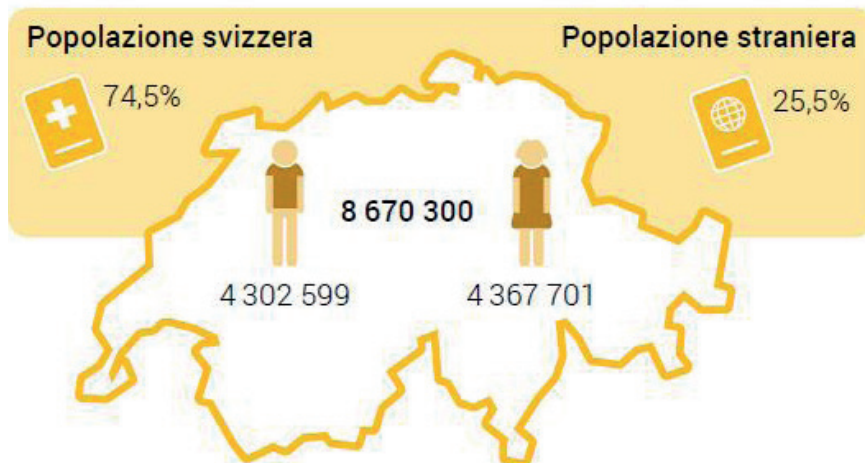 Popolazione svizzera
Popolazione straniera
74,5%
25,5%
8 670 300
4 302 599
4 367 701